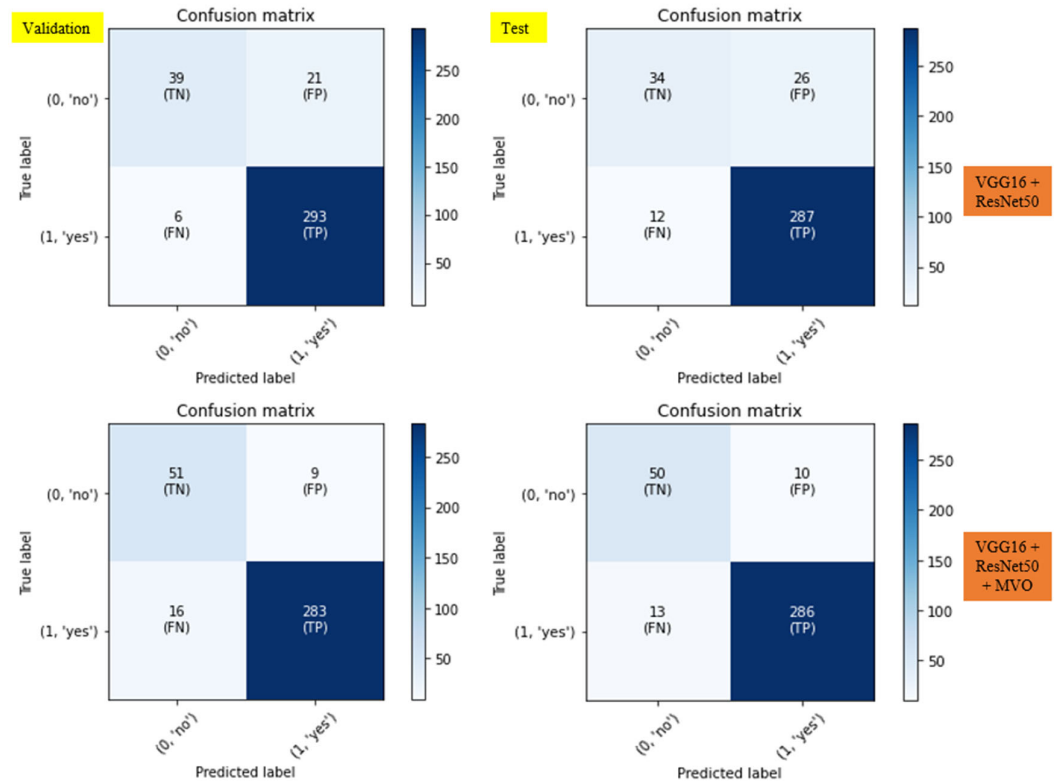 Validation
Confusion matrix
39
(TN)
21
(FP)
6
(FN)
293
(TP)
(0, 'no')
(1, 'yes')
True label
(0, 'no')
(1, 'yes')
Predicted label
250
200
150
100
50
Test
Confusion matrix
34
(TN)
26
(FP)
12
(FN)
287
(TP)
(0, 'no')
(1, 'yes')
True label
(0, 'no')
(1, 'yes')
Predicted label
250
200
150
100
50
VGG16 +
ResNet50
Confusion matrix
51
(TN)
9
(FP)
16
(FN)
283
(TP)
(0, 'no')
(1, 'yes')
True label
(0, 'no')
(1, 'yes')
Predicted label
250
200
150
100
50
Confusion matrix
50
(TN)
10
(FP)
13
(FN)
286
(TP)
(0, 'no')
(1, 'yes')
True label
(0, 'no')
(1, 'yes')
Predicted label
250
200
150
100
50
VGG16 +
ResNet50
+ MVO